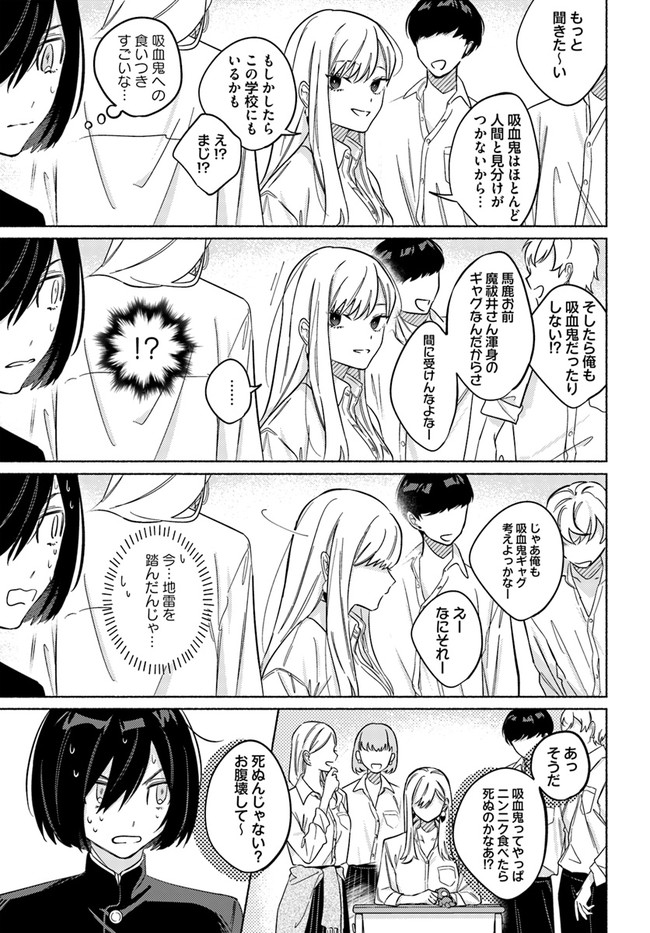 もっと
聞きた～い
吸血鬼はほとんど
人間と見分けが
つかないから…
もしかしたら
この学校にも
いるかも
え!?
まじ!?
吸血鬼への
食いつき
すごいな…
そしたら俺も
吸血鬼だったり
しない!?
馬鹿お前
魔祓井さん渾身の
ギャグなんだからさ
間に受けんなよなー
……
!?
じゃあ俺も
吸血鬼ギャグ
考えよっかなー
えー
なにそれー
今…地雷を
踏んだんじゃ…
あっ
そうだ
吸血鬼ってやっぱ
ニンニク食べたら
死ぬのかなあ!?
死ぬんじゃない?
お腹壊して～